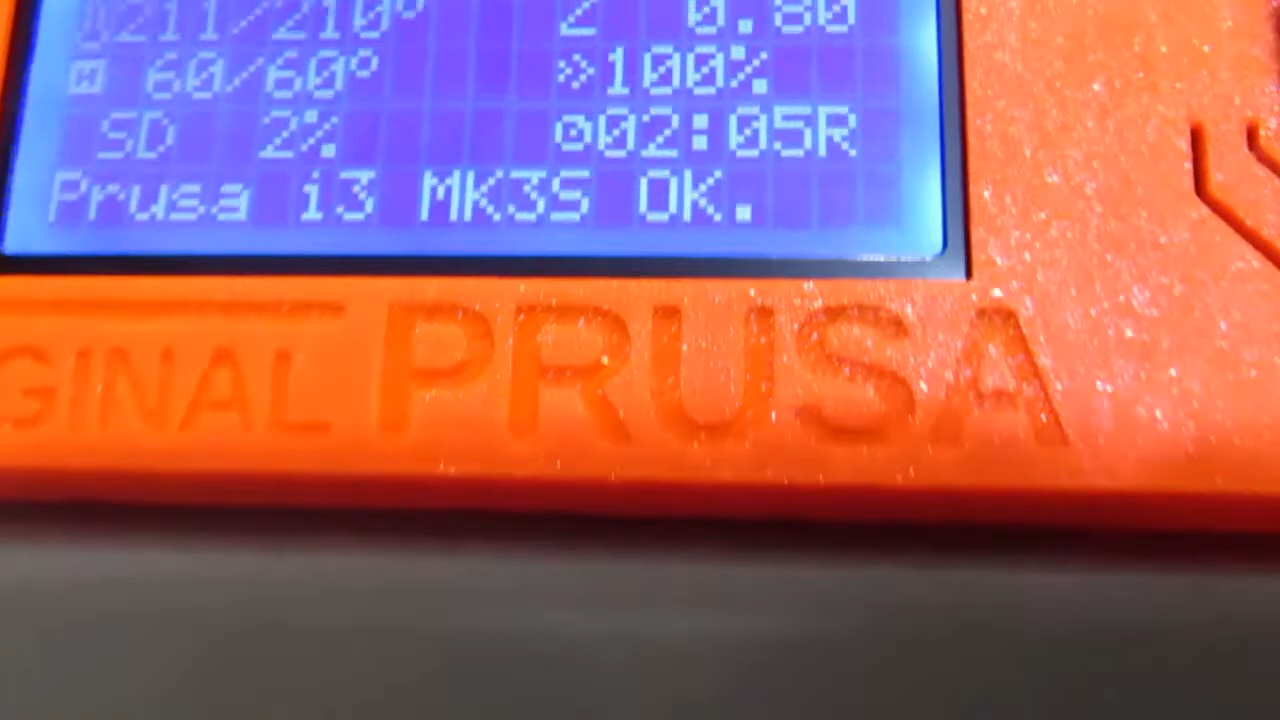 211/210° Z 0.80
60/60° 100%
SD 2% 02:05R
Prusa i3 MK3S OK.
GINAL PRUSA